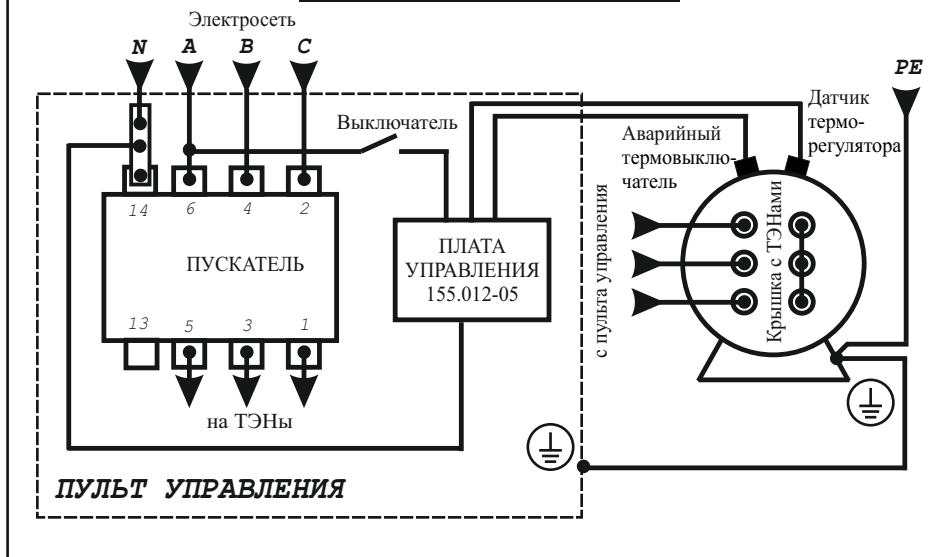 Электросеть
N A B C
PE
Выключатель
Аварийный
термовыклю-
чатель
Датчик
термо-
регулятора
14 6 4 2
ПУСКАТЕЛЬ
13 5 3 1
ПЛАТА
УПРАВЛЕНИЯ
155.012-05
с пульта управления
Крышка с ТЭНами
на ТЭНы
ПУЛЬТ УПРАВЛЕНИЯ